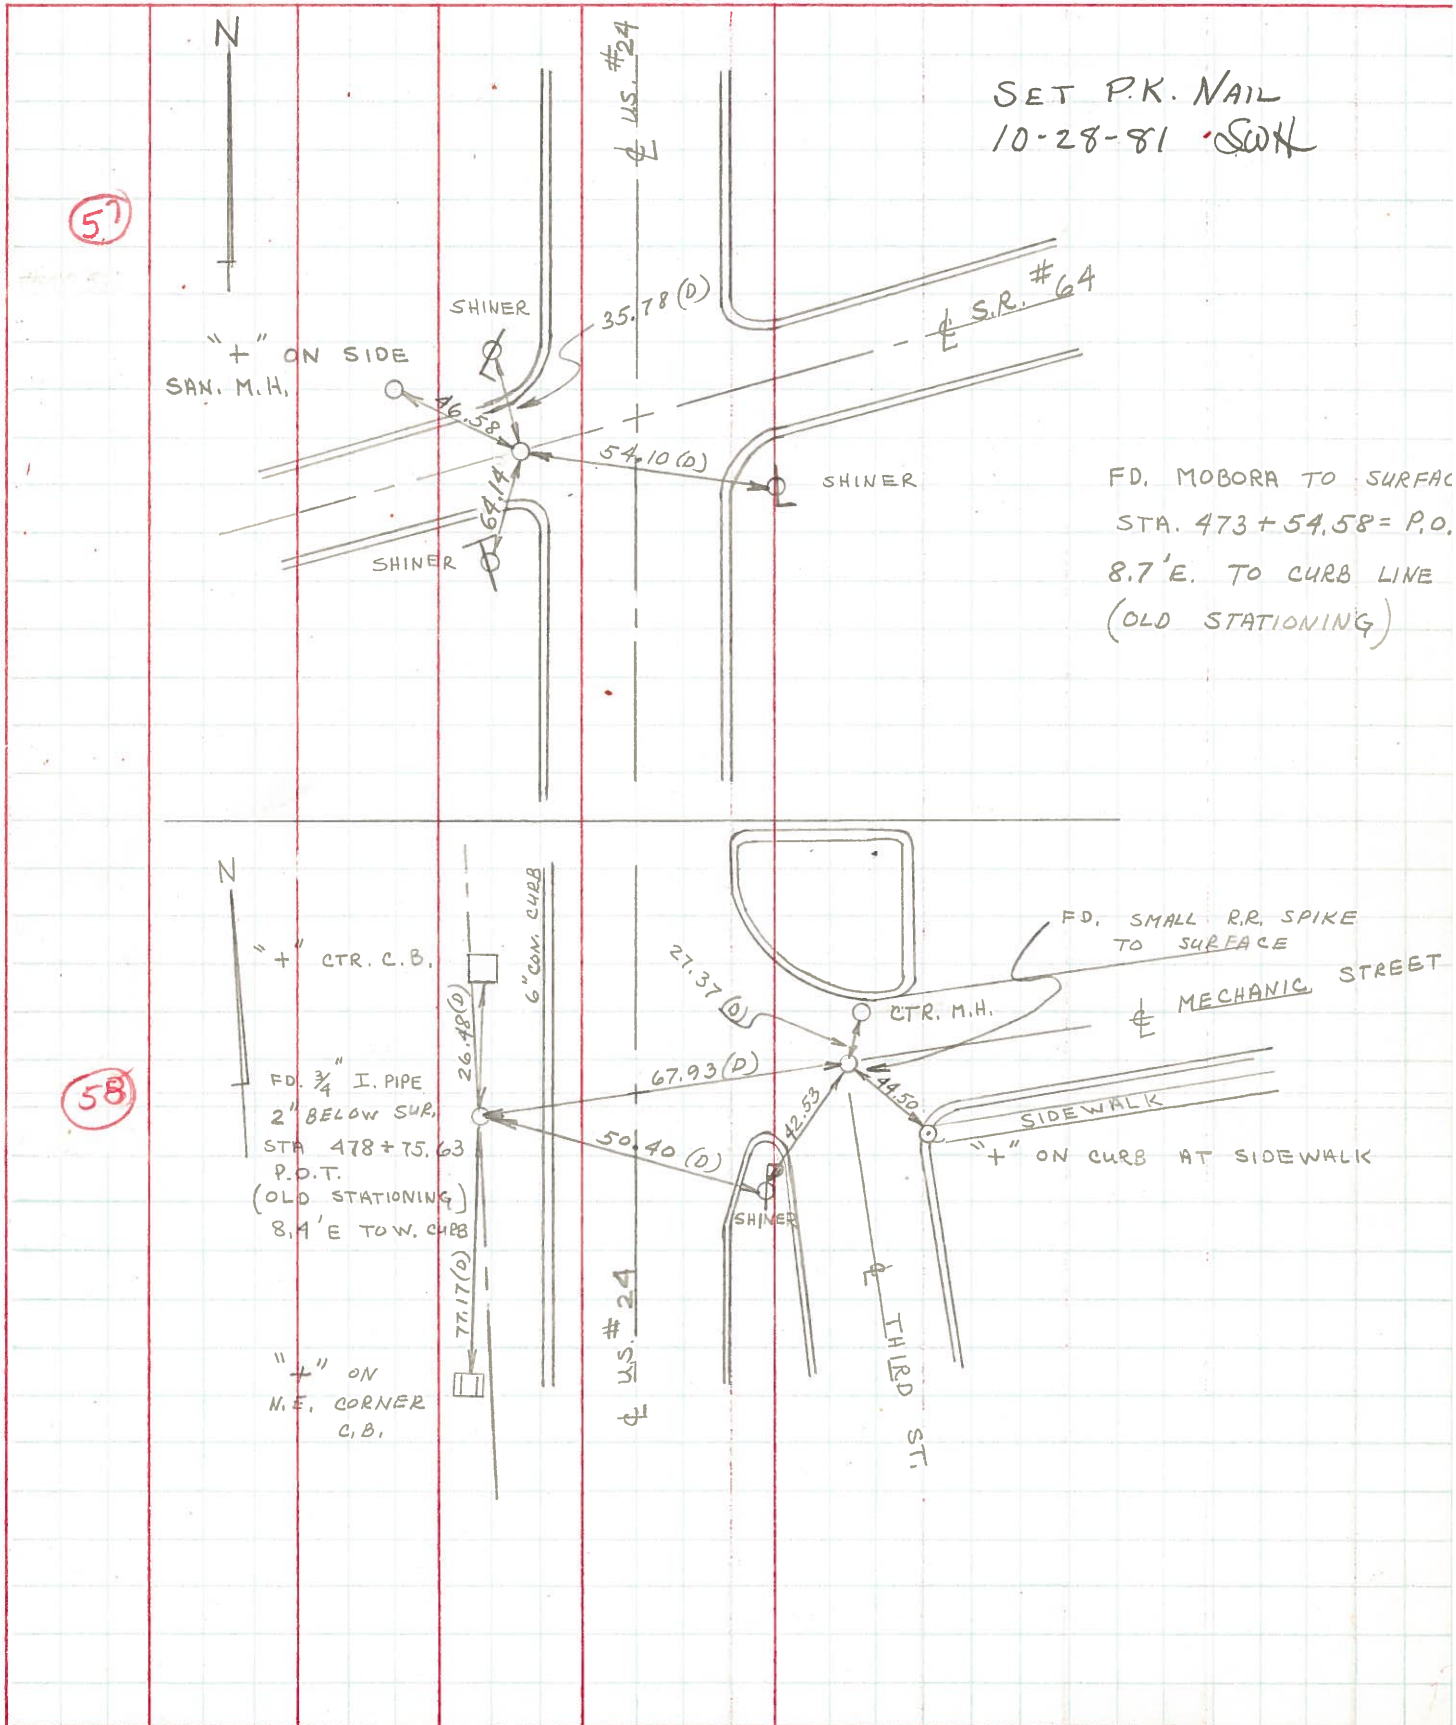 N
℄ U.S. #24
SET P.K. NAIL
10-28-81 SWH
57
SHINER
35.78 (D)
℄ S.R. #64
"+" ON SIDE
SAN. M.H.
46.58
54.10 (D)
SHINER
64.14
SHINER
FD. MOBORA TO SURFAC
STA. 473 + 54.58 = P.O.
8.7' E. TO CURB LINE
(OLD STATIONING)
N
"+" CTR. C.B.
6" CON. CURB
26.48 (D)
27.37 (D)
FD. SMALL R.R. SPIKE
TO SURFACE
CTR. M.H.
℄ MECHANIC STREET
58
FD. 3/4" I. PIPE
2" BELOW SUR.
STA 478 + 75.63
P.O.T.
(OLD STATIONING)
8.4' E TO W. CURB
67.93 (D)
50.40 (D)
42.53
44.50
SIDEWALK
"+" ON CURB AT SIDEWALK
SHINER
77.17 (D)
℄ U.S. # 24
℄ THIRD ST.
"+" ON
N.E. CORNER
C.B.